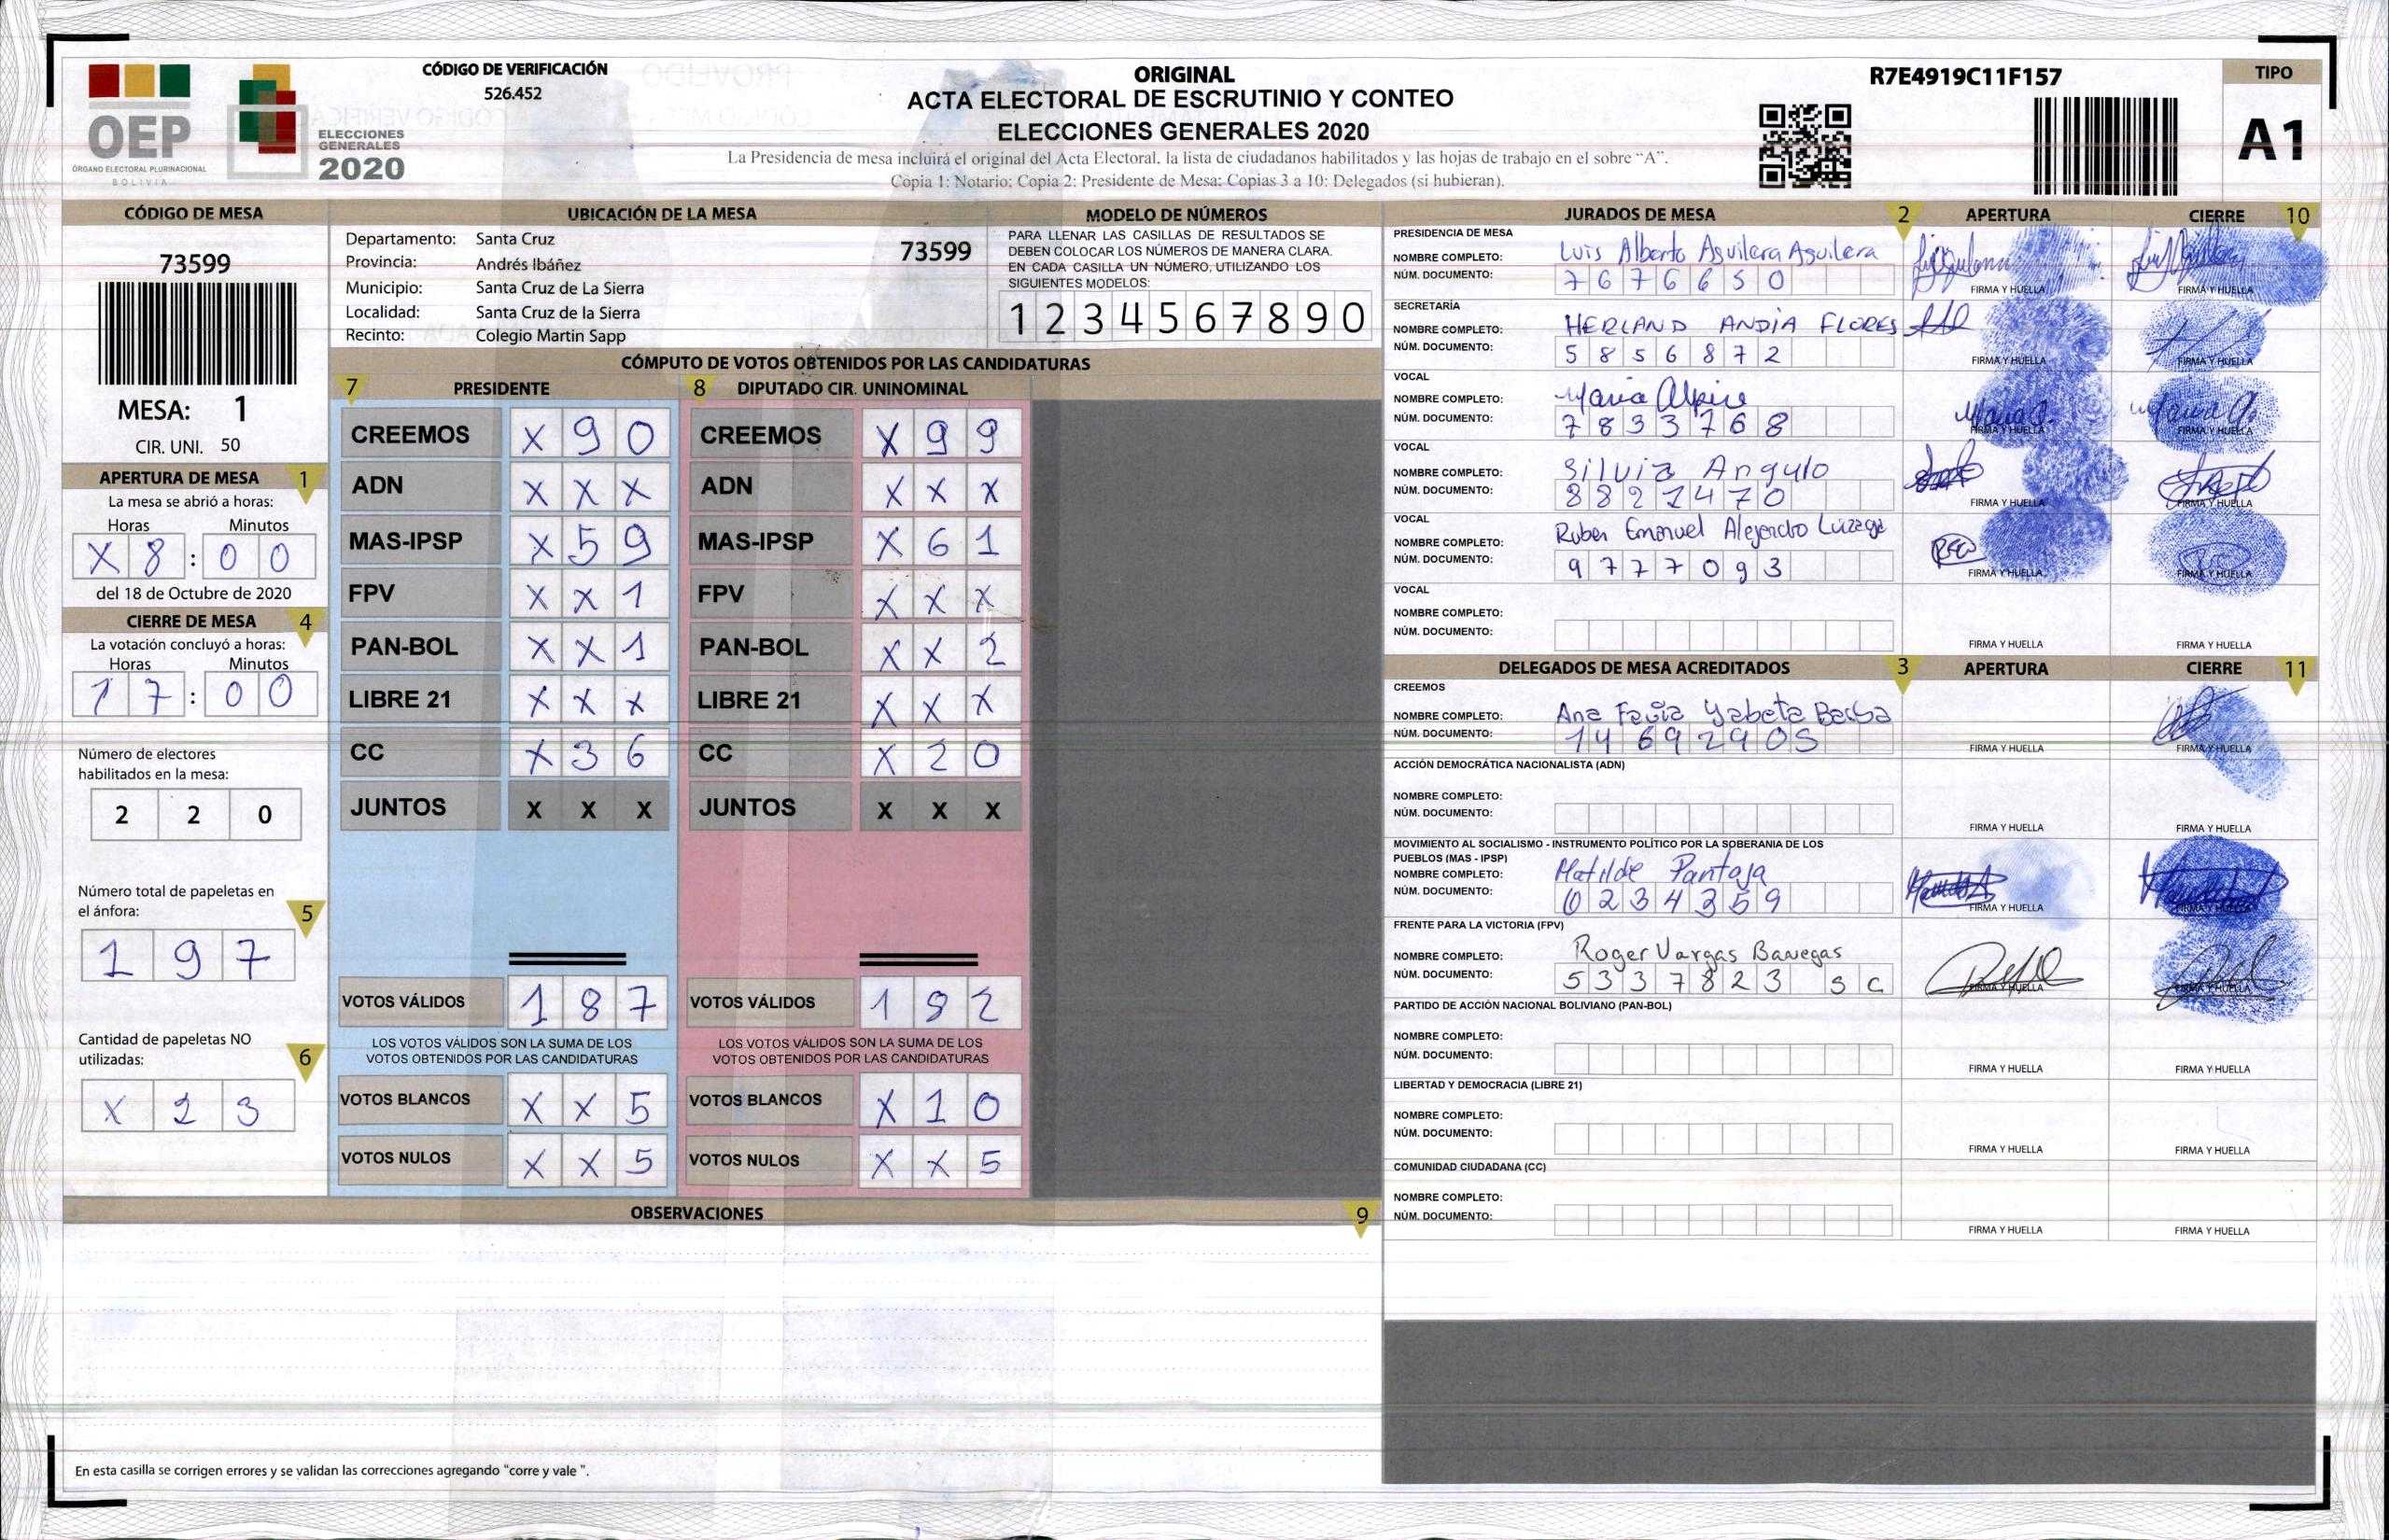 CÓDIGO DE VERIFICACIÓN
526.452
OEP
ÓRGANO ELECTORAL PLURINACIONAL
BOLIVIA
ELECCIONES
GENERALES
2020
ORIGINAL
ACTA ELECTORAL DE ESCRUTINIO Y CONTEO
ELECCIONES GENERALES 2020
La Presidencia de mesa incluirá el original del Acta Electoral, la lista de ciudadanos habilitados y las hojas de trabajo en el sobre "A".
Copia 1: Notario; Copia 2: Presidente de Mesa; Copias 3 a 10: Delegados (si hubieran).
R7E4919C11F157
TIPO
A1
CÓDIGO DE MESA
73599
MESA: 1
CIR. UNI. 50
APERTURA DE MESA 1
La mesa se abrió a horas:
Horas Minutos
X 8 : 0 0
del 18 de Octubre de 2020
CIERRE DE MESA 4
La votación concluyó a horas:
Horas Minutos
1 7 : 0 0
Número de electores
habilitados en la mesa:
2 2 0
Número total de papeletas en
el ánfora: 5
1 9 7
Cantidad de papeletas NO
utilizadas: 6
X 2 3
UBICACIÓN DE LA MESA
Departamento: Santa Cruz
73599
Provincia: Andrés Ibáñez
Municipio: Santa Cruz de La Sierra
Localidad: Santa Cruz de la Sierra
Recinto: Colegio Martin Sapp
MODELO DE NÚMEROS
PARA LLENAR LAS CASILLAS DE RESULTADOS SE
DEBEN COLOCAR LOS NÚMEROS DE MANERA CLARA.
EN CADA CASILLA UN NÚMERO, UTILIZANDO LOS
SIGUIENTES MODELOS:
1 2 3 4 5 6 7 8 9 0
CÓMPUTO DE VOTOS OBTENIDOS POR LAS CANDIDATURAS
7 PRESIDENTE
CREEMOS X 9 0
ADN X X X
MAS-IPSP X 5 9
FPV X X 1
PAN-BOL X X 1
LIBRE 21 X X X
CC X 3 6
JUNTOS X X X
VOTOS VÁLIDOS 1 8 7
LOS VOTOS VÁLIDOS SON LA SUMA DE LOS
VOTOS OBTENIDOS POR LAS CANDIDATURAS
VOTOS BLANCOS X X 5
VOTOS NULOS X X 5
8 DIPUTADO CIR. UNINOMINAL
CREEMOS X 9 9
ADN X X X
MAS-IPSP X 6 1
FPV X X X
PAN-BOL X X 2
LIBRE 21 X X X
CC X 2 0
JUNTOS X X X
VOTOS VÁLIDOS 1 8 2
LOS VOTOS VÁLIDOS SON LA SUMA DE LOS
VOTOS OBTENIDOS POR LAS CANDIDATURAS
VOTOS BLANCOS X 1 0
VOTOS NULOS X X 5
OBSERVACIONES 9
En esta casilla se corrigen errores y se validan las correcciones agregando "corre y vale ".
JURADOS DE MESA 2 APERTURA CIERRE 10
PRESIDENCIA DE MESA
NOMBRE COMPLETO: Luis Alberto Aguilera Aguilera
NÚM. DOCUMENTO: 7 6 7 6 6 5 0
FIRMA Y HUELLA FIRMA Y HUELLA
SECRETARÍA
NOMBRE COMPLETO: HERLAND ANDIA FLORES
NÚM. DOCUMENTO: 5 8 5 6 8 7 2
FIRMA Y HUELLA FIRMA Y HUELLA
VOCAL
NOMBRE COMPLETO: Maria Alpire
NÚM. DOCUMENTO: 7 8 3 3 7 6 8
FIRMA Y HUELLA FIRMA Y HUELLA
VOCAL
NOMBRE COMPLETO: Silvia Angulo
NÚM. DOCUMENTO: 8 8 2 1 4 7 0
FIRMA Y HUELLA FIRMA Y HUELLA
VOCAL
NOMBRE COMPLETO: Ruben Emanuel Alejandro
NÚM. DOCUMENTO: 9 7 7 7 0 9 3
FIRMA Y HUELLA FIRMA Y HUELLA
VOCAL
NOMBRE COMPLETO:
NÚM. DOCUMENTO:
FIRMA Y HUELLA FIRMA Y HUELLA
DELEGADOS DE MESA ACREDITADOS 3 APERTURA CIERRE 11
CREEMOS
NOMBRE COMPLETO: Ana
NÚM. DOCUMENTO: 1 4 6 9 2 9 0 5
FIRMA Y HUELLA FIRMA Y HUELLA
ACCIÓN DEMOCRÁTICA NACIONALISTA (ADN)
NOMBRE COMPLETO:
NÚM. DOCUMENTO:
FIRMA Y HUELLA FIRMA Y HUELLA
MOVIMIENTO AL SOCIALISMO - INSTRUMENTO POLÍTICO POR LA SOBERANIA DE LOS
PUEBLOS (MAS - IPSP)
NOMBRE COMPLETO: Matilde Pantoja
NÚM. DOCUMENTO: 6 2 3 4 3 5 9
FIRMA Y HUELLA FIRMA Y HUELLA
FRENTE PARA LA VICTORIA (FPV)
NOMBRE COMPLETO: Roger Vargas Banegas
NÚM. DOCUMENTO: 5 3 3 7 8 2 3 S C
FIRMA Y HUELLA FIRMA Y HUELLA
PARTIDO DE ACCIÓN NACIONAL BOLIVIANO (PAN-BOL)
NOMBRE COMPLETO:
NÚM. DOCUMENTO:
FIRMA Y HUELLA FIRMA Y HUELLA
LIBERTAD Y DEMOCRACIA (LIBRE 21)
NOMBRE COMPLETO:
NÚM. DOCUMENTO:
FIRMA Y HUELLA FIRMA Y HUELLA
COMUNIDAD CIUDADANA (CC)
NOMBRE COMPLETO:
NÚM. DOCUMENTO:
FIRMA Y HUELLA FIRMA Y HUELLA